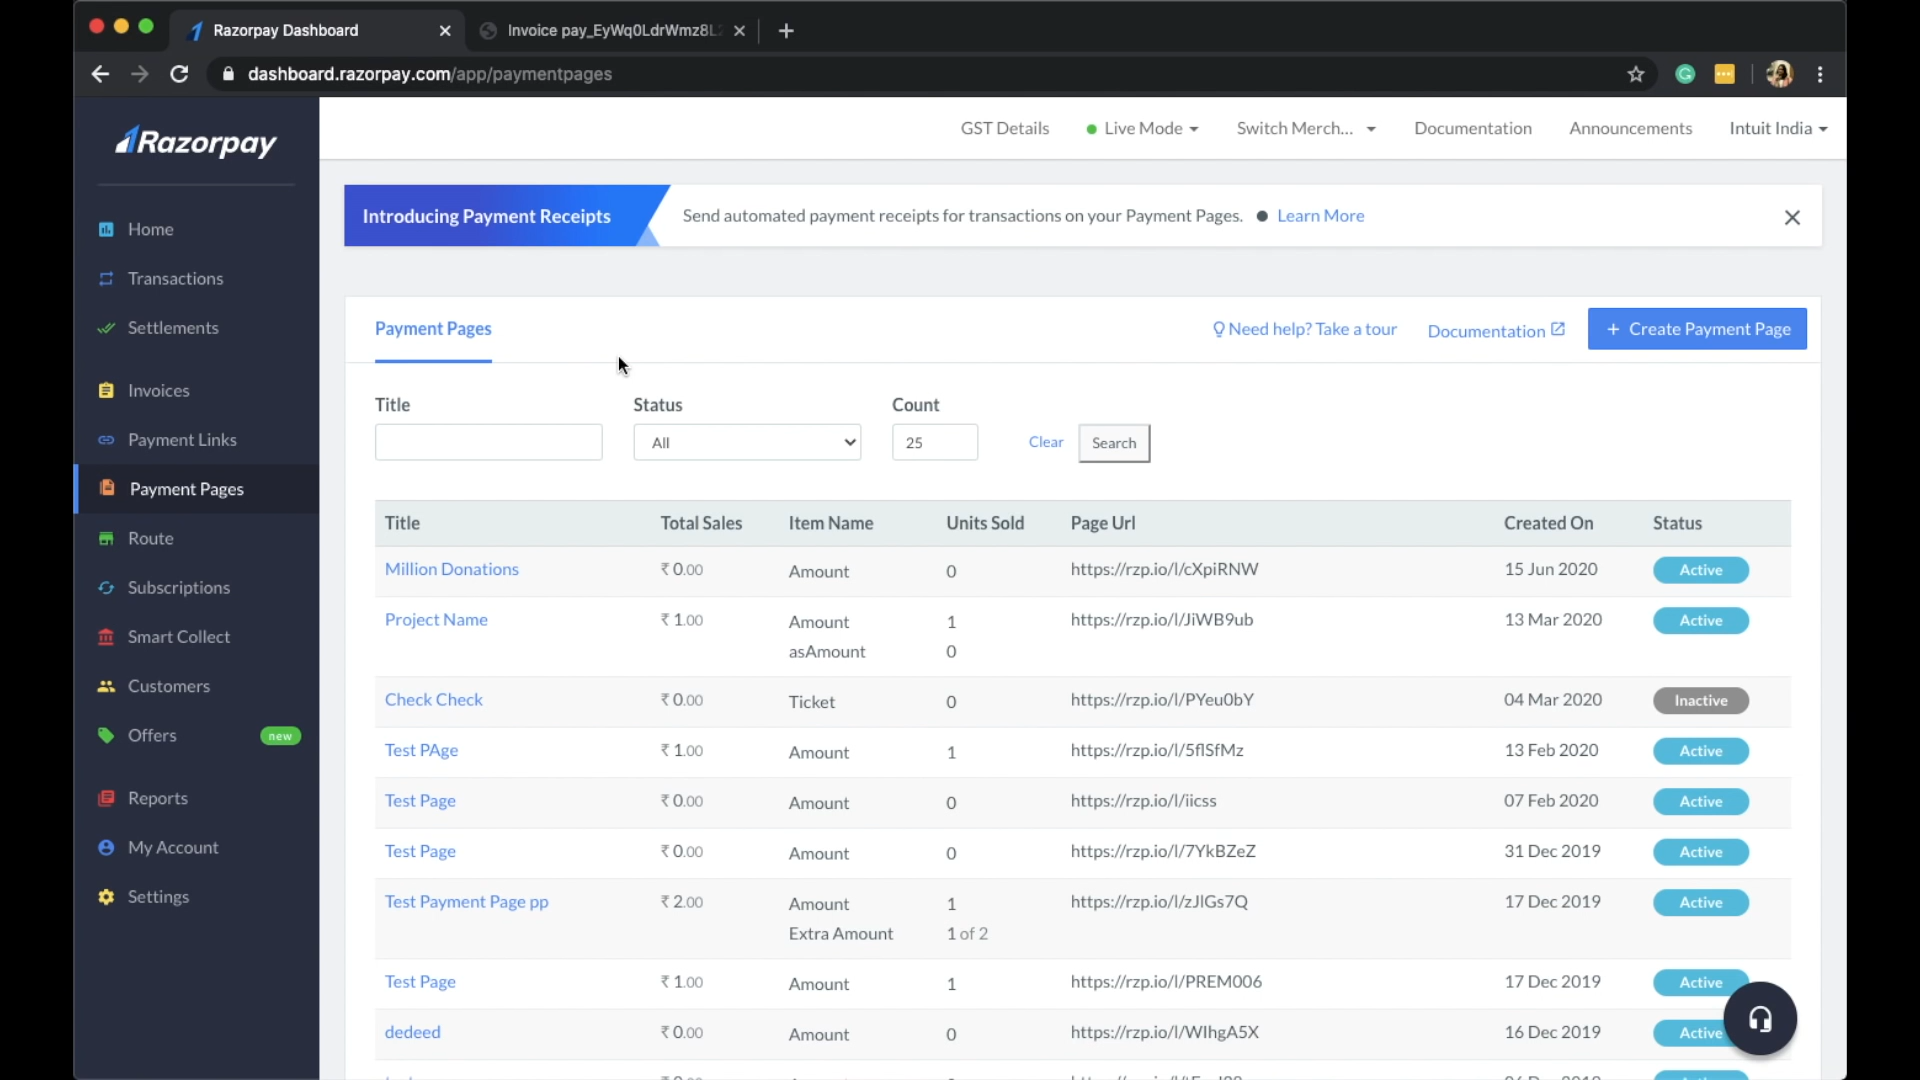 Razorpay Dashboard
Invoice pay_EyWq0LdrWmz8L
dashboard.razorpay.com/app/paymentpages
Razorpay
GST Details
Live Mode
Switch Merch...
Documentation
Announcements
Intuit India
Home
Transactions
Settlements
Invoices
Payment Links
Payment Pages
Route
Subscriptions
Smart Collect
Customers
Offers new
Reports
My Account
Settings
Introducing Payment Receipts
Send automated payment receipts for transactions on your Payment Pages. ● Learn More
Payment Pages
Need help? Take a tour
Documentation
+ Create Payment Page
Title Status Count
All 25 Clear Search
Title Total Sales Item Name Units Sold Page Url Created On Status
Million Donations ₹ 0.00 Amount 0 https://rzp.io/l/cXpiRNW 15 Jun 2020 Active
Project Name ₹ 1.00 Amount 1 https://rzp.io/l/JiWB9ub 13 Mar 2020 Active
asAmount 0
Check Check ₹ 0.00 Ticket 0 https://rzp.io/l/PYeu0bY 04 Mar 2020 Inactive
Test PAge ₹ 1.00 Amount 1 https://rzp.io/l/5flSfMz 13 Feb 2020 Active
Test Page ₹ 0.00 Amount 0 https://rzp.io/l/iicss 07 Feb 2020 Active
Test Page ₹ 0.00 Amount 0 https://rzp.io/l/7YkBZeZ 31 Dec 2019 Active
Test Payment Page pp ₹ 2.00 Amount 1 https://rzp.io/l/zJlGs7Q 17 Dec 2019 Active
Extra Amount 1 of 2
Test Page ₹ 1.00 Amount 1 https://rzp.io/l/PREM006 17 Dec 2019 Active
dedeed ₹ 0.00 Amount 0 https://rzp.io/l/WIhgA5X 16 Dec 2019 Active